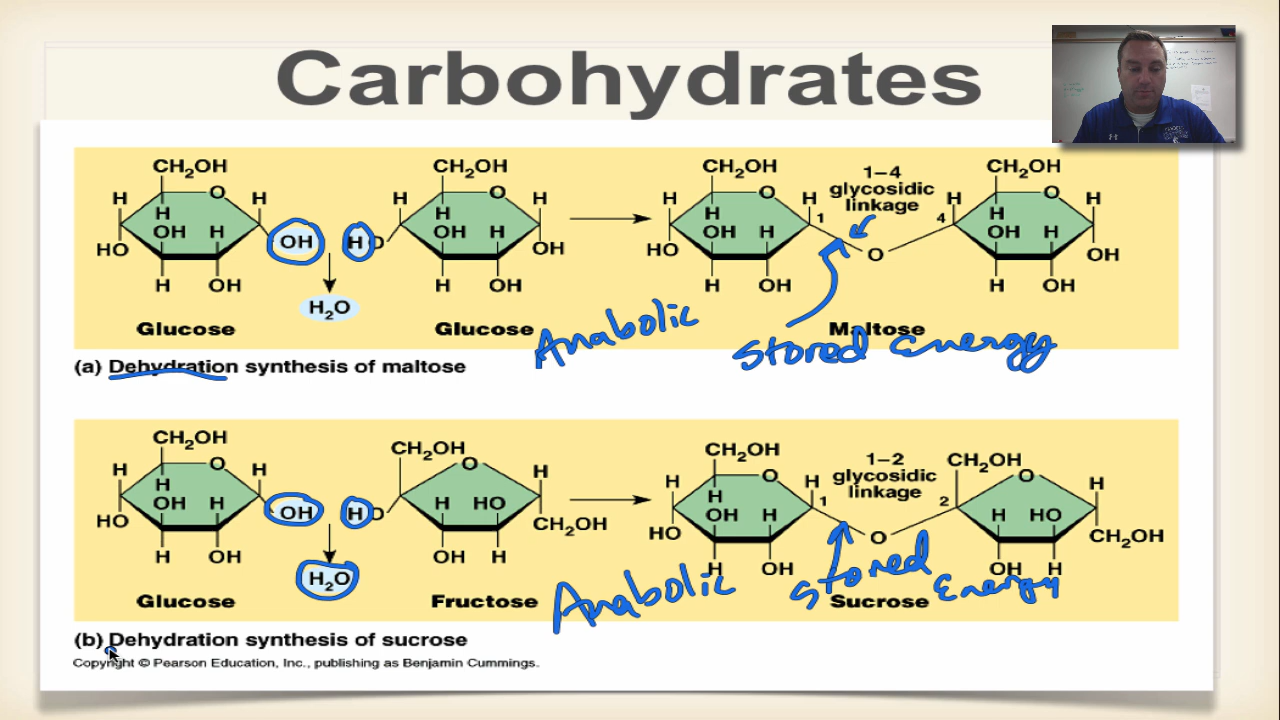 Carbohydrates
CH₂OH CH₂OH CH₂OH 1–4 CH₂OH
glycosidic
linkage
H O H H O H H O H 1 4 H O H
H H H H
HO OH H OH HO OH H OH HO OH H O OH H OH
H OH H OH H OH H OH
H₂O
Glucose Glucose Maltose
Anabolic stored energy
(a) Dehydration synthesis of maltose
CH₂OH CH₂OH CH₂OH 1–2 CH₂OH
glycosidic
linkage
H O H O H H O H 1 2 O H
H H
HO OH H OH HO H HO CH₂OH HO OH H O H HO CH₂OH
H OH OH H H OH OH H
H₂O
Glucose Fructose Sucrose
Anabolic stored energy
(b) Dehydration synthesis of sucrose
Copyright © Pearson Education, Inc., publishing as Benjamin Cummings.